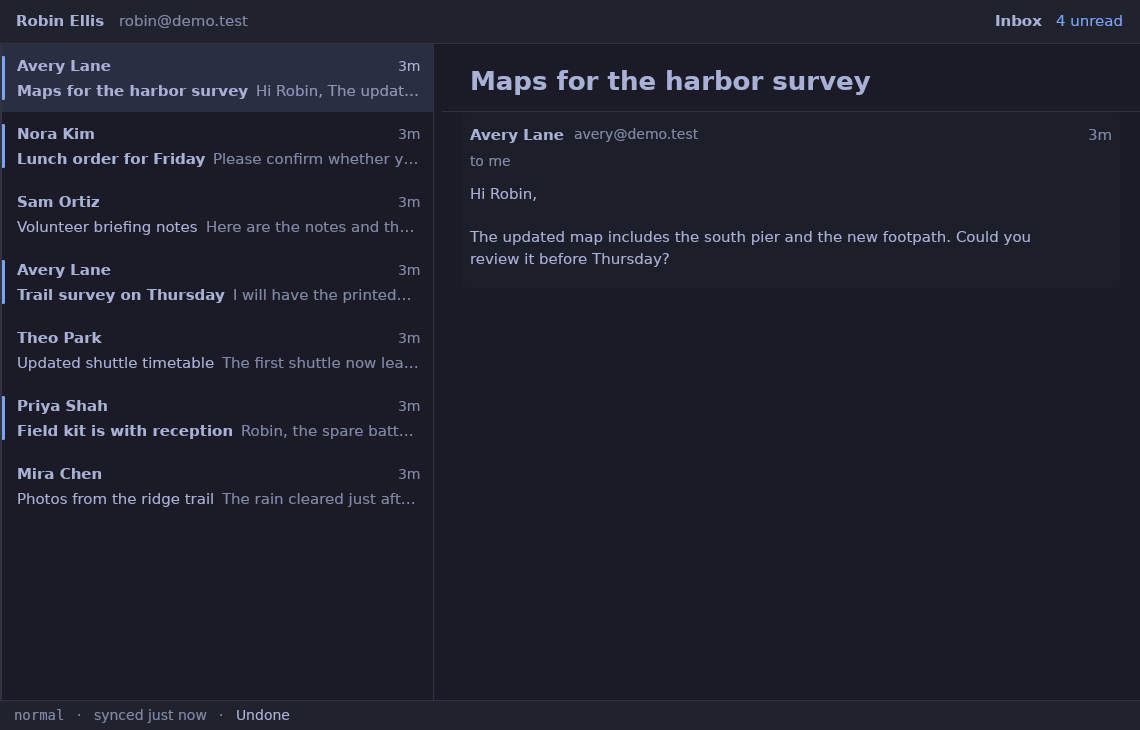 Robin Ellis robin@demo.test
Inbox 4 unread
Avery Lane 3m
Maps for the harbor survey Hi Robin, The updat…
Nora Kim 3m
Lunch order for Friday Please confirm whether y…
Sam Ortiz 3m
Volunteer briefing notes Here are the notes and th…
Avery Lane 3m
Trail survey on Thursday I will have the printed…
Theo Park 3m
Updated shuttle timetable The first shuttle now lea…
Priya Shah 3m
Field kit is with reception Robin, the spare batt…
Mira Chen 3m
Photos from the ridge trail The rain cleared just aft…
Maps for the harbor survey
Avery Lane avery@demo.test 3m
to me
Hi Robin,
The updated map includes the south pier and the new footpath. Could you
review it before Thursday?
normal · synced just now · Undone